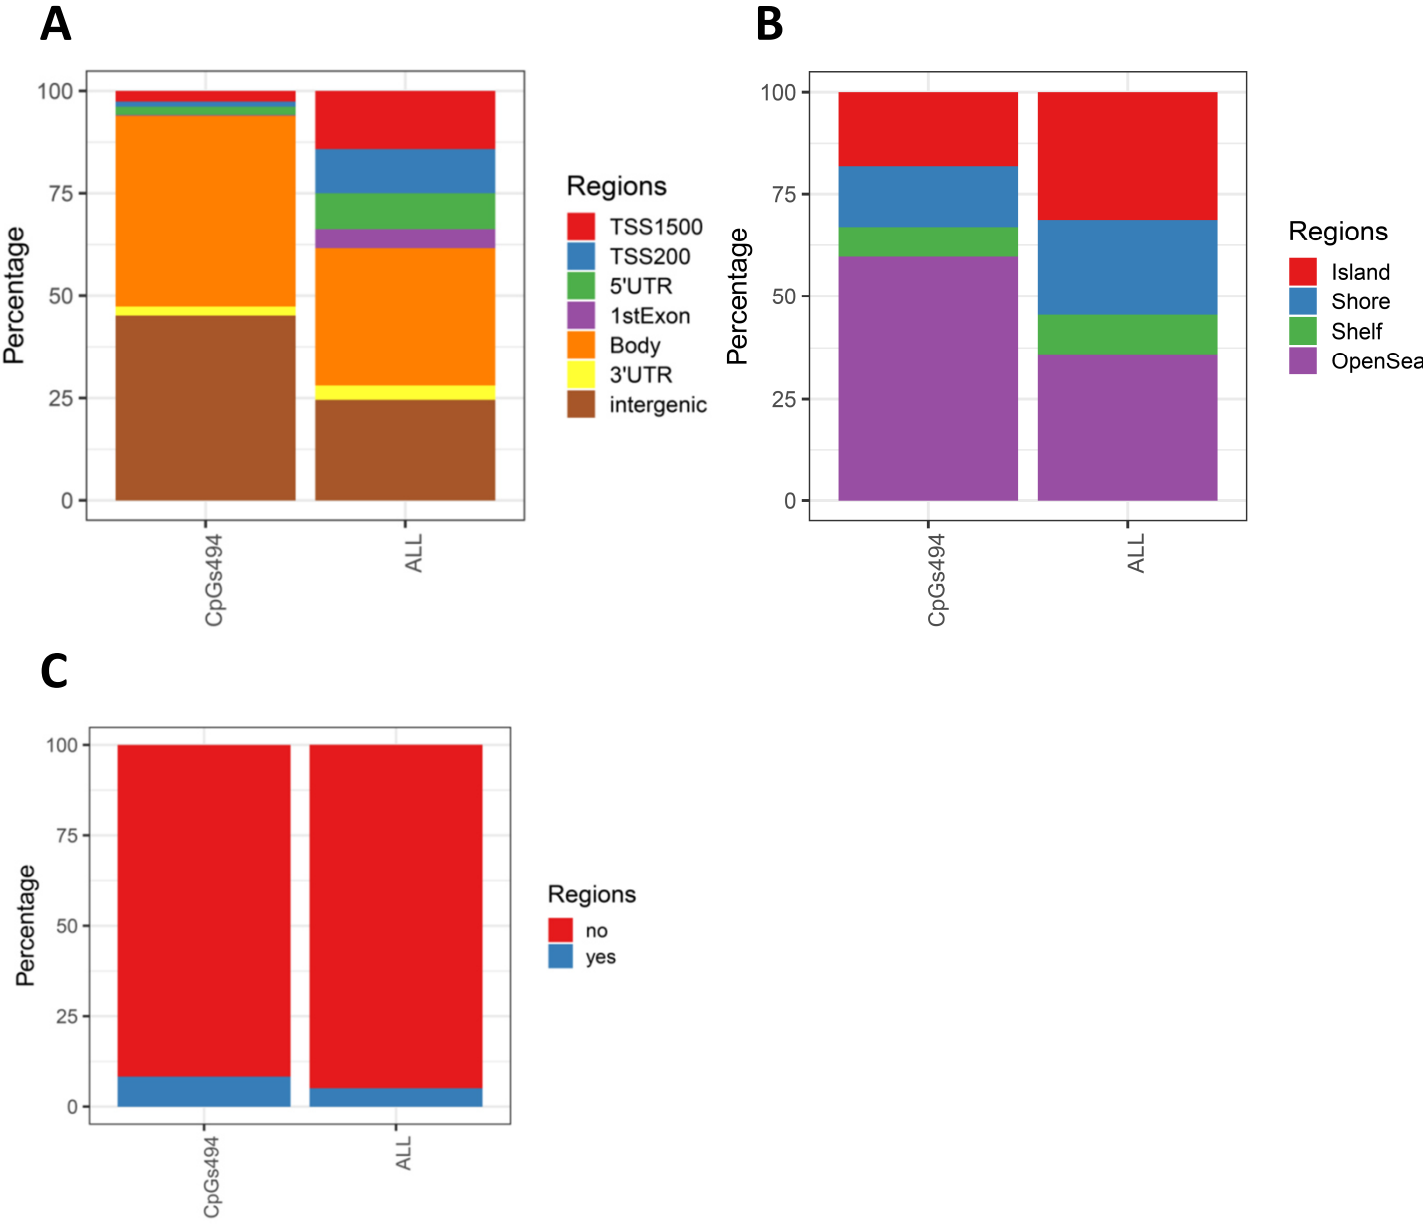 A
Percentage
100
75
50
25
0
CpGs494
ALL
Regions
TSS1500
TSS200
5'UTR
1stExon
Body
3'UTR
intergenic
B
Percentage
100
75
50
25
0
CpGs494
ALL
Regions
Island
Shore
Shelf
OpenSea
C
Percentage
100
75
50
25
0
CpGs494
ALL
Regions
no
yes